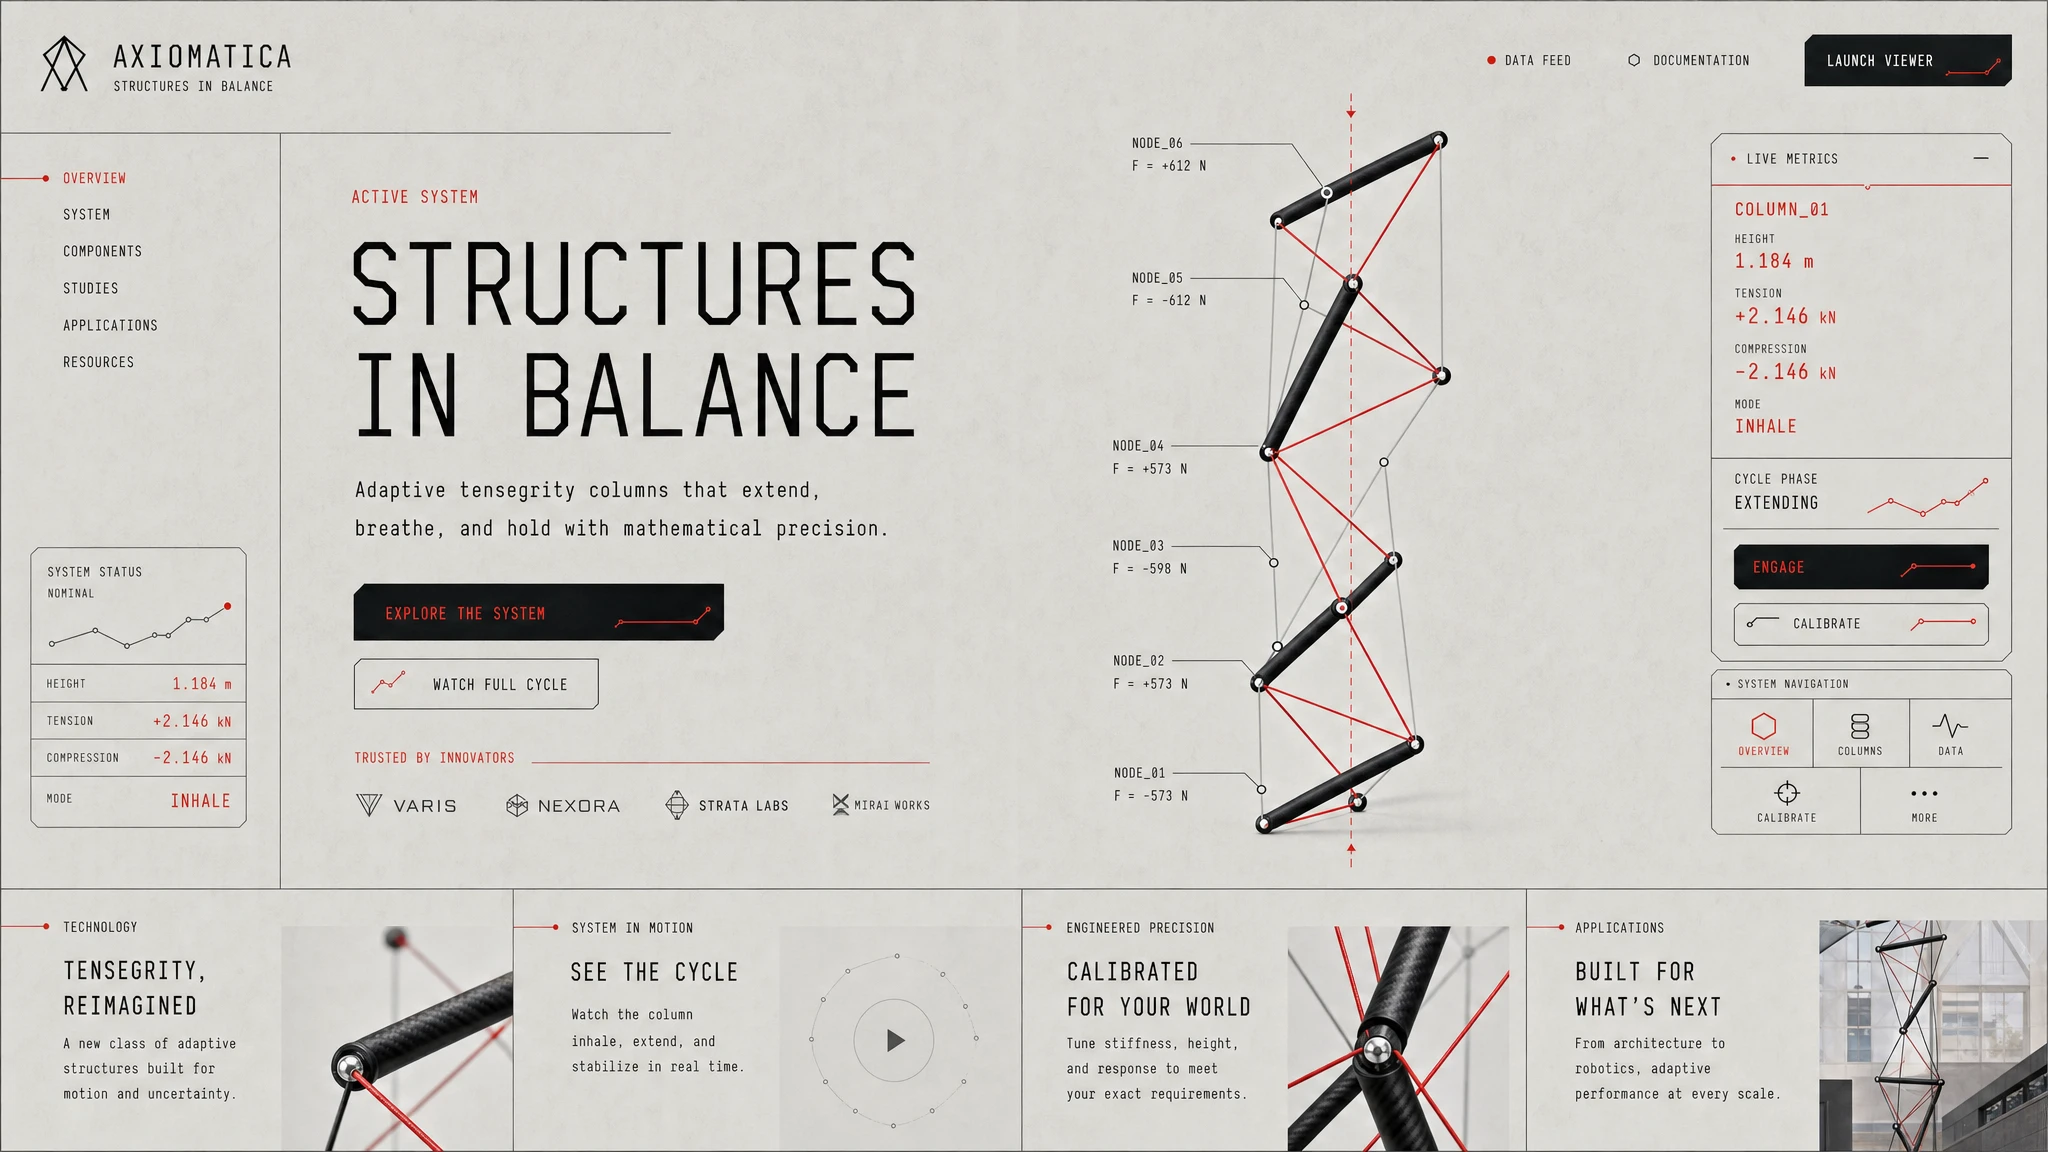 AXIOMATICA
STRUCTURES IN BALANCE
DATA FEED
DOCUMENTATION
LAUNCH VIEWER
OVERVIEW
SYSTEM
COMPONENTS
STUDIES
APPLICATIONS
RESOURCES
SYSTEM STATUS
NOMINAL
HEIGHT 1.184 m
TENSION +2.146 kN
COMPRESSION -2.146 kN
MODE INHALE
ACTIVE SYSTEM
STRUCTURES
IN BALANCE
Adaptive tensegrity columns that extend,
breathe, and hold with mathematical precision.
EXPLORE THE SYSTEM
WATCH FULL CYCLE
TRUSTED BY INNOVATORS
VARIS
NEXORA
STRATA LABS
MIRAI WORKS
NODE_06
F = +612 N
NODE_05
F = -612 N
NODE_04
F = +573 N
NODE_03
F = -598 N
NODE_02
F = +573 N
NODE_01
F = -573 N
LIVE METRICS
COLUMN_01
HEIGHT
1.184 m
TENSION
+2.146 kN
COMPRESSION
-2.146 kN
MODE
INHALE
CYCLE PHASE
EXTENDING
ENGAGE
CALIBRATE
SYSTEM NAVIGATION
OVERVIEW
COLUMNS
DATA
CALIBRATE
MORE
TECHNOLOGY
TENSEGRITY,
REIMAGINED
A new class of adaptive
structures built for
motion and uncertainty.
SYSTEM IN MOTION
SEE THE CYCLE
Watch the column
inhale, extend, and
stabilize in real time.
ENGINEERED PRECISION
CALIBRATED
FOR YOUR WORLD
Tune stiffness, height,
and response to meet
your exact requirements.
APPLICATIONS
BUILT FOR
WHAT'S NEXT
From architecture to
robotics, adaptive
performance at every scale.